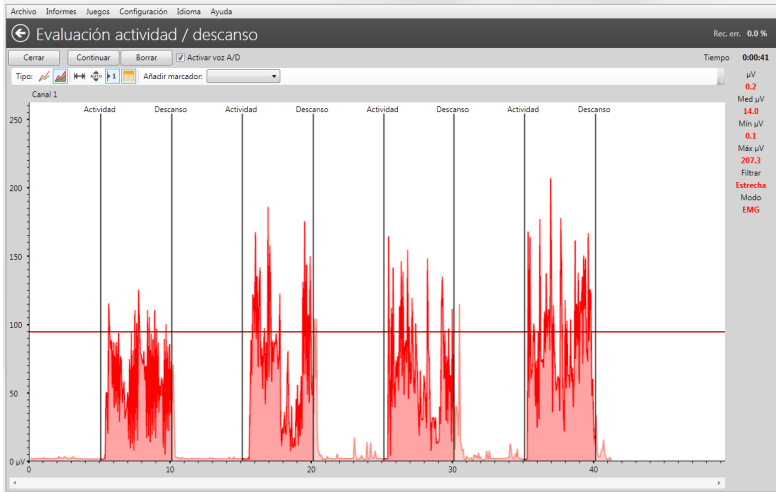 Archivo Informes Juegos Configuración Idioma Ayuda
Evaluación actividad / descanso
Rec. err. 0.0 %
Cerrar Continuar Borrar Activar voz A/D
Tiempo 0:00:41
Tipo: 1 Añadir marcador:
Canal 1
Actividad Descanso Actividad Descanso Actividad Descanso Actividad Descanso
250
200
150
100
50
0 µV
0 10 20 30 40
µV
0.2
Med µV
14.0
Mín µV
0.1
Máx µV
207.3
Filtrar
Estrecha
Modo
EMG